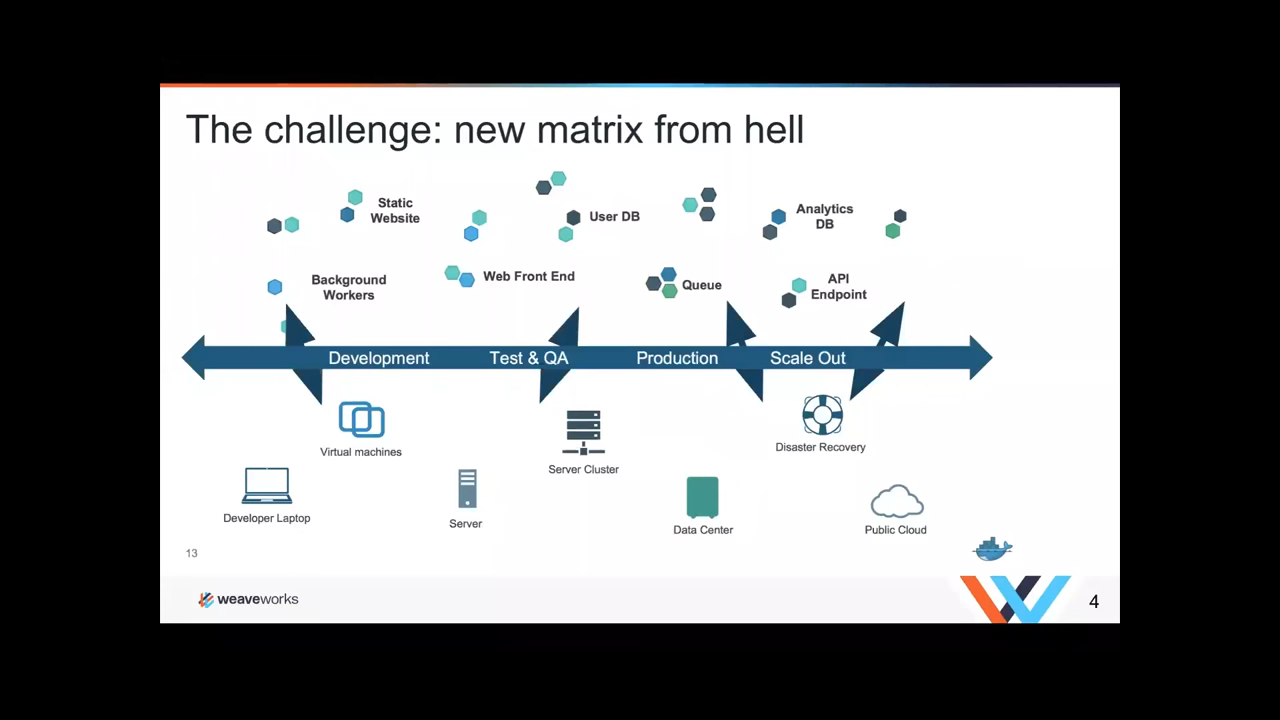 The challenge: new matrix from hell
Static
Website
User DB
Analytics
DB
Background
Workers
Web Front End
Queue
API
Endpoint
Development
Test & QA
Production
Scale Out
Virtual machines
Server Cluster
Disaster Recovery
Developer Laptop
Server
Data Center
Public Cloud
13
weaveworks
4